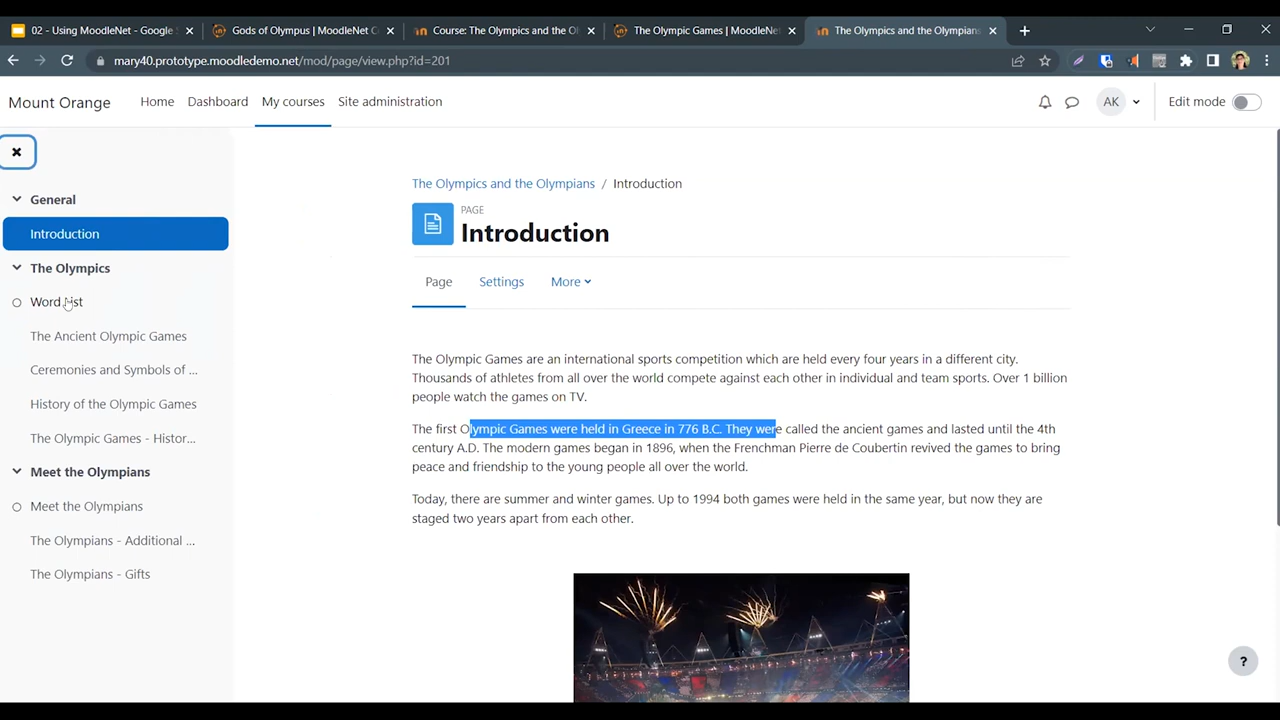 02 - Using MoodleNet - Google S
Gods of Olympus | MoodleNet C
Course: The Olympics and the Ol
The Olympic Games | MoodleNet
The Olympics and the Olympians
mary40.prototype.moodledemo.net/mod/page/view.php?id=201
Mount Orange
Home
Dashboard
My courses
Site administration
AK
Edit mode
General
Introduction
The Olympics
Word List
The Ancient Olympic Games
Ceremonies and Symbols of ...
History of the Olympic Games
The Olympic Games - Histor...
Meet the Olympians
Meet the Olympians
The Olympians - Additional ...
The Olympians - Gifts
The Olympics and the Olympians / Introduction
PAGE
Introduction
Page
Settings
More
The Olympic Games are an international sports competition which are held every four years in a different city.
Thousands of athletes from all over the world compete against each other in individual and team sports. Over 1 billion
people watch the games on TV.
The first Olympic Games were held in Greece in 776 B.C. They were called the ancient games and lasted until the 4th
century A.D. The modern games began in 1896, when the Frenchman Pierre de Coubertin revived the games to bring
peace and friendship to the young people all over the world.
Today, there are summer and winter games. Up to 1994 both games were held in the same year, but now they are
staged two years apart from each other.
?